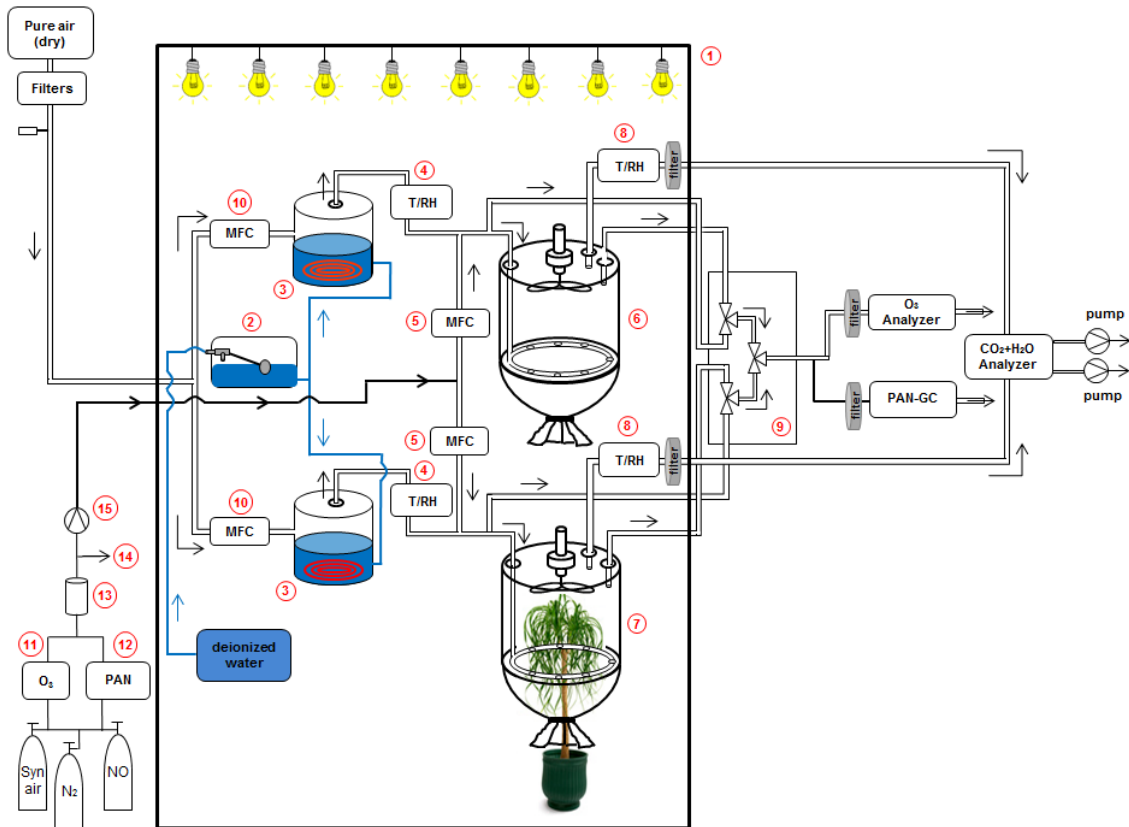 Pure air
(dry)
Filters
1
8
T/RH
filter
4
T/RH
10
MFC
3
2
5
MFC
6
9
filter
O₃
Analyzer
pump
CO₂+H₂O
Analyzer
pump
filter
PAN-GC
5
MFC
8
T/RH
filter
4
T/RH
10
MFC
3
15
14
13
7
11
12
O₃
PAN
deionized
water
Syn
air
N₂
NO